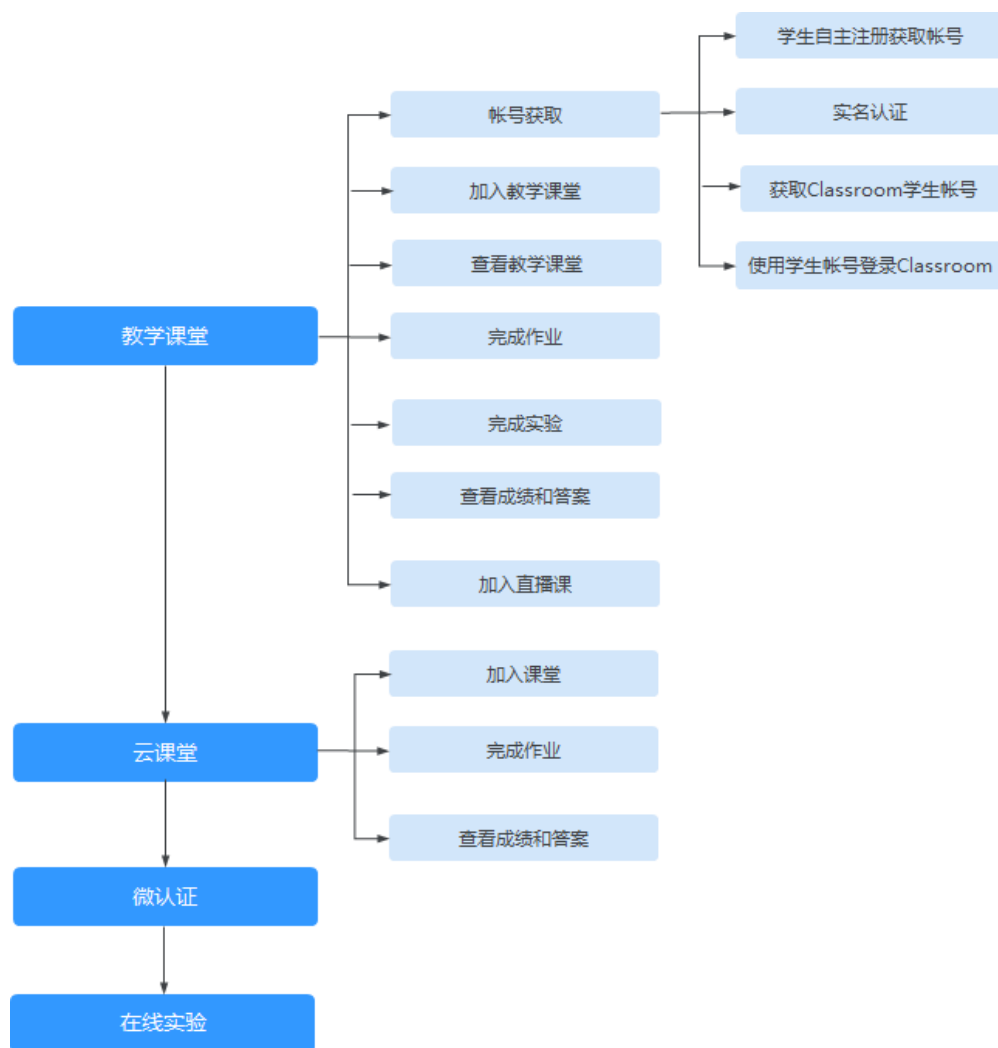 学生自主注册获取帐号
帐号获取
实名认证
加入教学课堂
获取Classroom学生帐号
查看教学课堂
使用学生帐号登录Classroom
教学课堂
完成作业
完成实验
查看成绩和答案
加入直播课
加入课堂
云课堂
完成作业
查看成绩和答案
微认证
在线实验